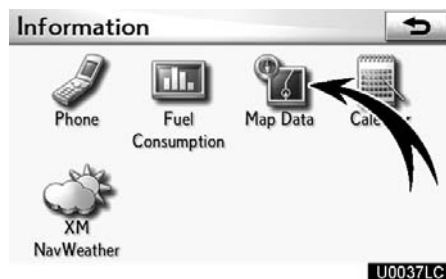 Information
Phone
Fuel
Consumption
Map Data
XM
NavWeather
U0037LC